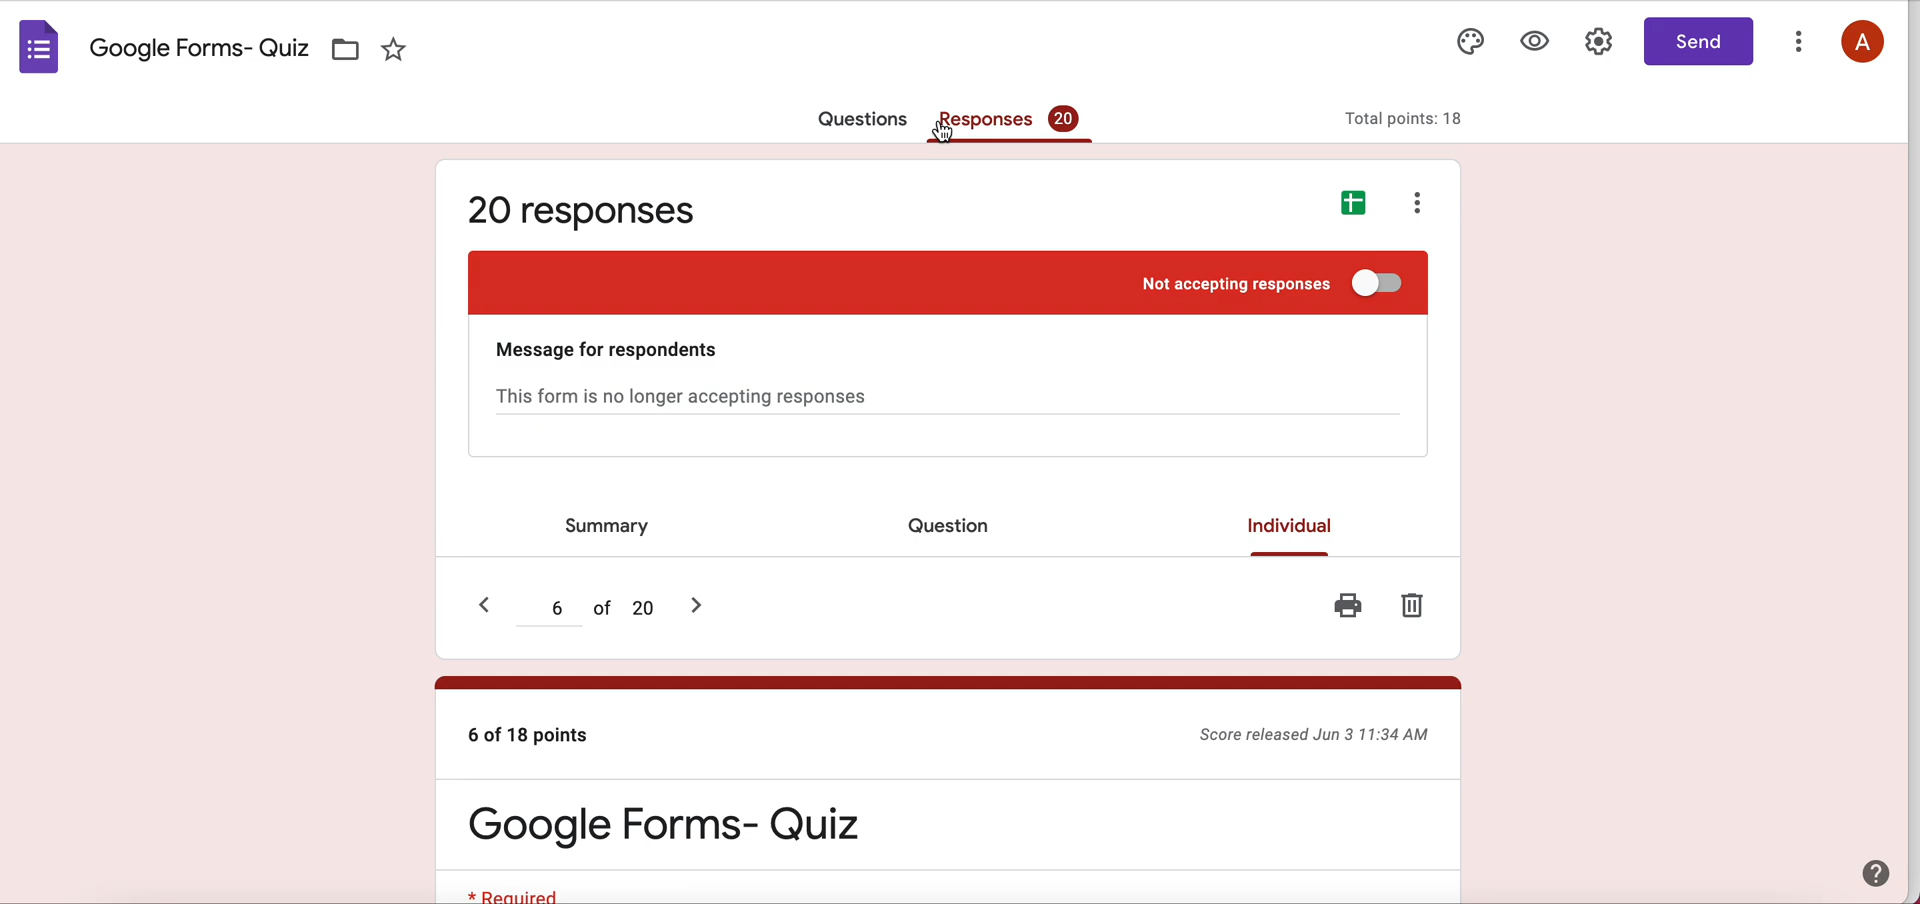 Google Forms- Quiz
Send
A
Questions
Responses 20
Total points: 18
20 responses
Not accepting responses
Message for respondents
This form is no longer accepting responses
Summary
Question
Individual
6 of 20
6 of 18 points
Score released Jun 3 11:34 AM
Google Forms- Quiz
* Required
?